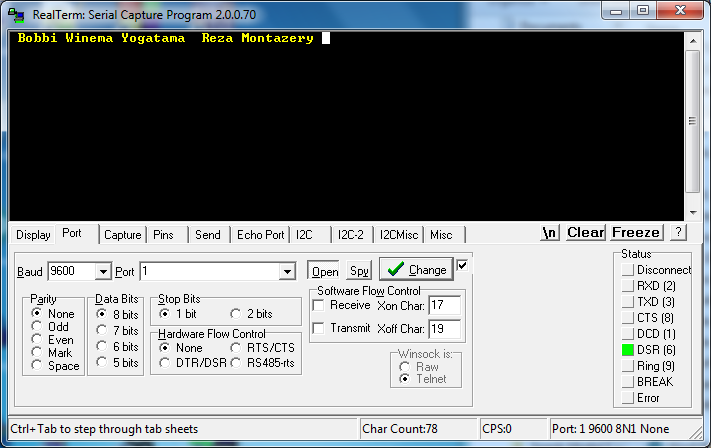 RealTerm: Serial Capture Program 2.0.0.70
Bobbi Winema Yogatama  Reza Montazery
Display Port Capture Pins Send Echo Port I2C I2C-2 I2CMisc Misc \n Clear Freeze ?
Baud 9600 Port 1 Open Spy Change
Parity
None
Odd
Even
Mark
Space
Data Bits
8 bits
7 bits
6 bits
5 bits
Stop Bits
1 bit 2 bits
Hardware Flow Control
None RTS/CTS
DTR/DSR RS485-rts
Software Flow Control
Receive Xon Char: 17
Transmit Xoff Char: 19
Winsock is:
Raw
Telnet
Status
Disconnect
RXD (2)
TXD (3)
CTS (8)
DCD (1)
DSR (6)
Ring (9)
BREAK
Error
Ctrl+Tab to step through tab sheets Char Count:78 CPS:0 Port: 1 9600 8N1 None